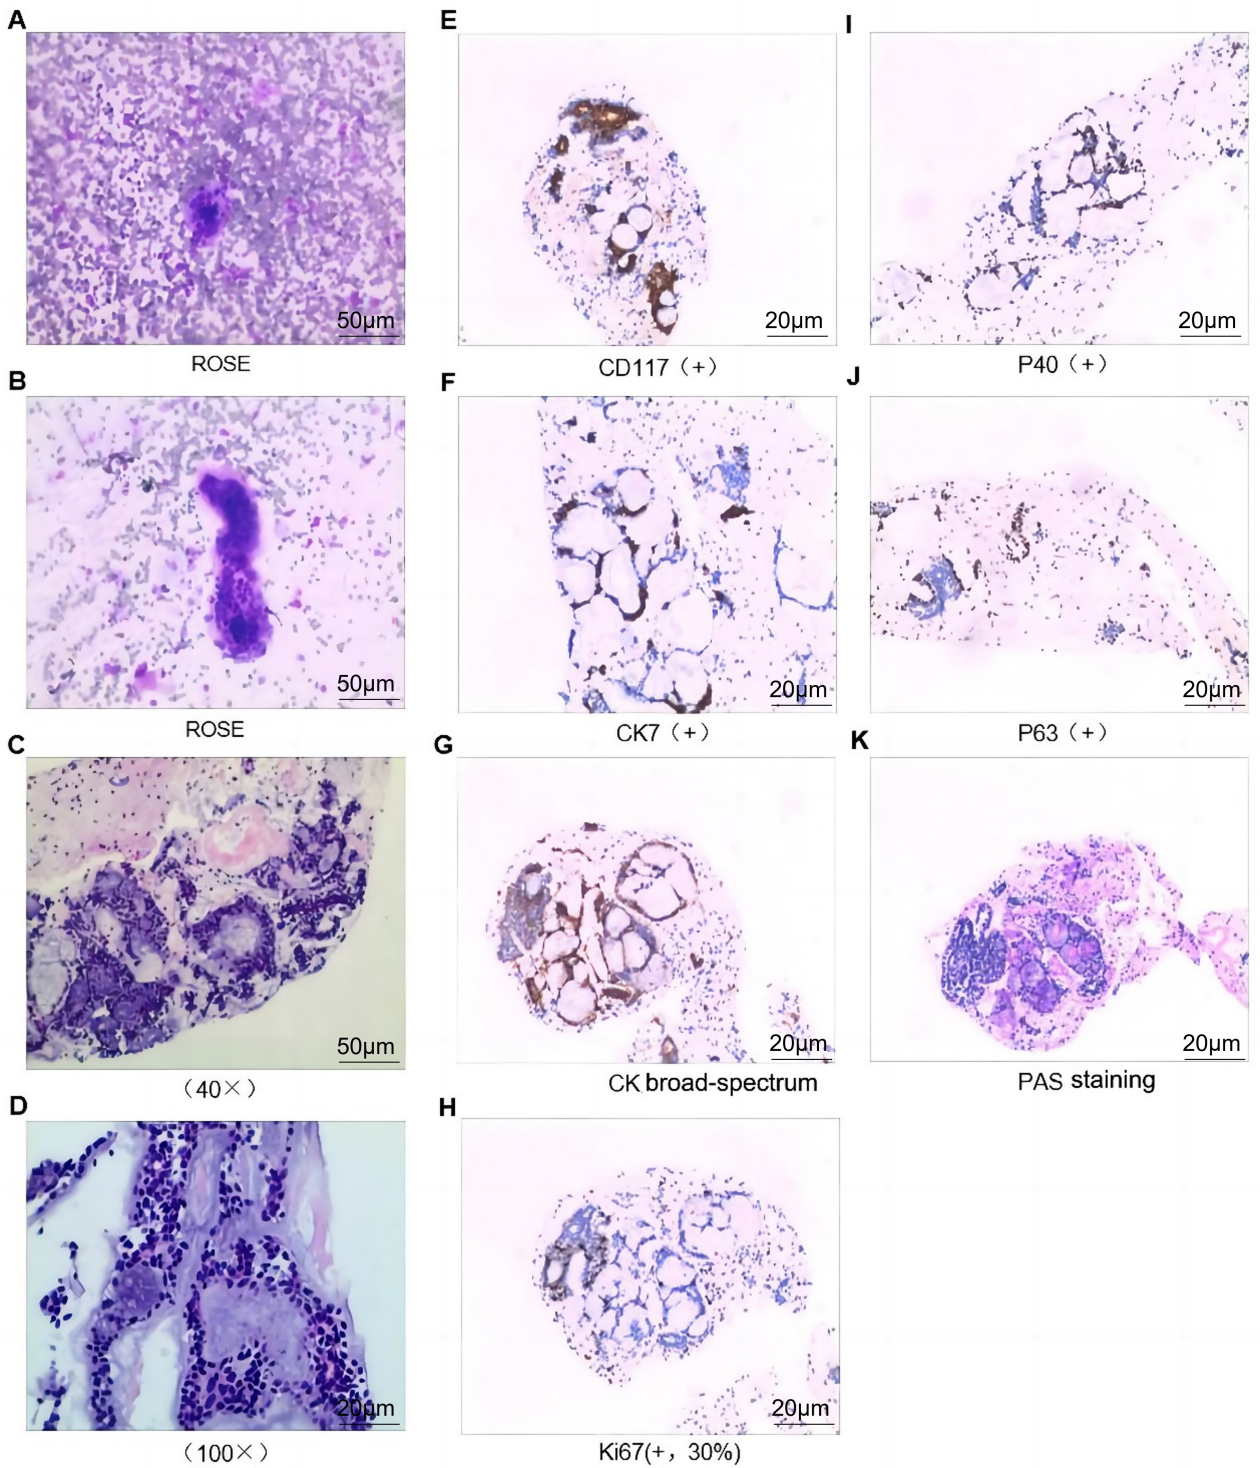 A
50μm
ROSE
B
50μm
ROSE
C
50μm
(40×)
D
20μm
(100×)
E
20μm
CD117 (+)
F
20μm
CK7 (+)
G
20μm
CK broad-spectrum
H
20μm
Ki67(+, 30%)
I
20μm
P40 (+)
J
20μm
P63 (+)
K
20μm
PAS staining